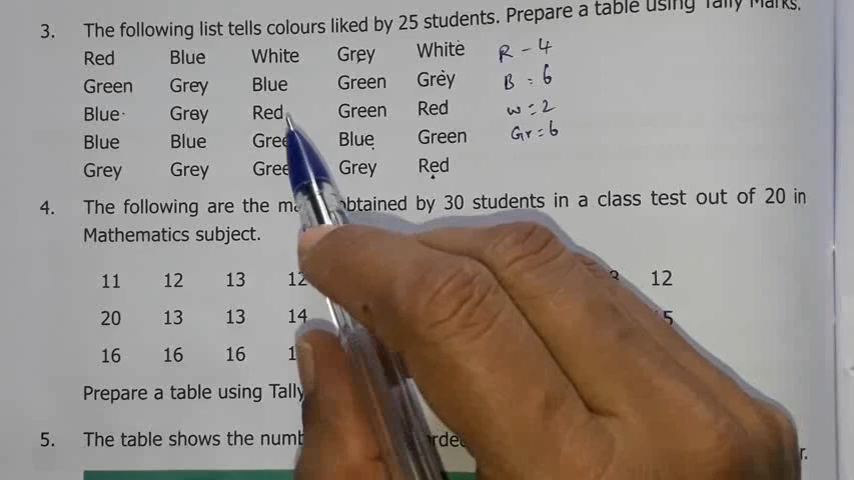 3. The following list tells colours liked by 25 students. Prepare a table using Tally Marks.
Red Blue White Grey White R - 4
Green Grey Blue Green Grey B = 6
Blue Grey Red Green Red W = 2
Blue Blue Blue Green Gr = 6
Grey Grey Grey Red
4. The following are the obtained by 30 students in a class test out of 20 in
Mathematics subject.
11 12 13 12 12
20 13 13 14
16 16 16
Prepare a table using Tally
5. The table shows the